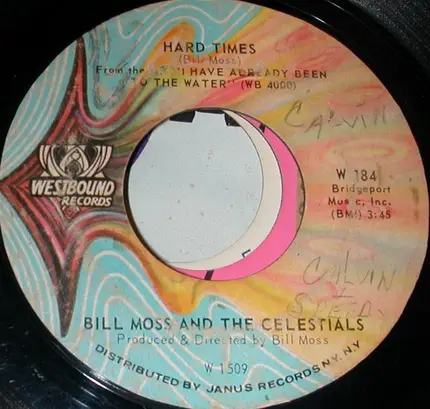 HARD TIMES
(Bill Moss)
From the "I HAVE ALREADY BEEN
TO THE WATER" (WB 4000)
CALVIN
WESTBOUND
RECORDS
W 184
Bridgeport
Music, Inc.
(BMI) 3:45
CALVIN
BILL MOSS AND THE CELESTIALS
Produced & Directed by Bill Moss
W 1509
DISTRIBUTED BY JANUS RECORDS N.Y. N.Y.